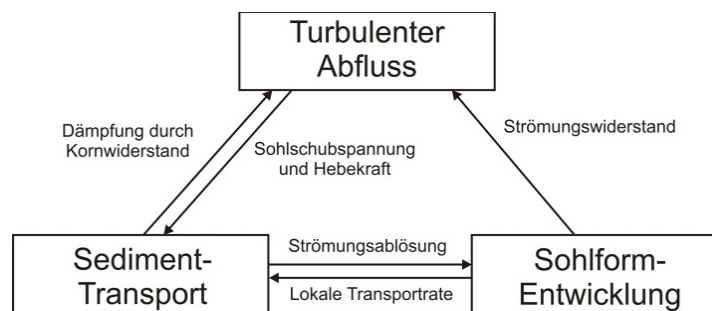 Turbulenter
Abfluss
Dämpfung durch
Kornwiderstand
Sohlschubspannung
und Hebekraft
Strömungswiderstand
Sediment-
Transport
Strömungsablösung
Lokale Transportrate
Sohlform-
Entwicklung